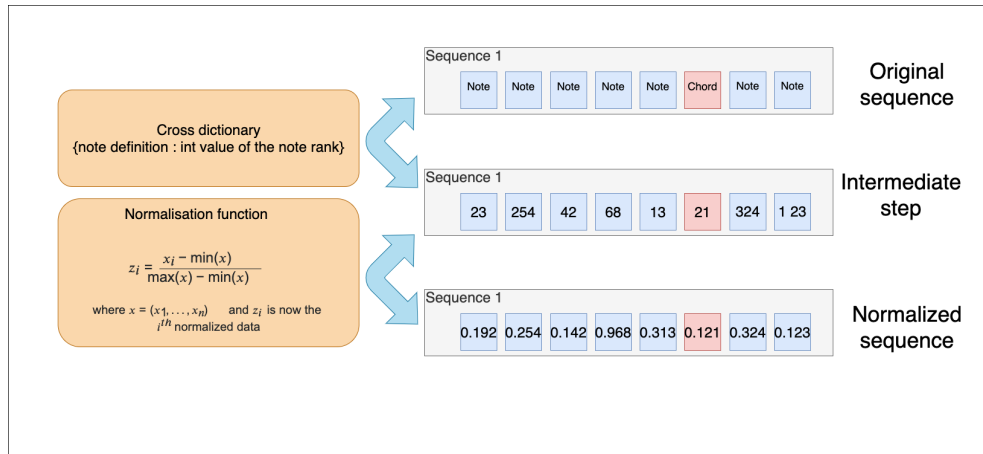 Sequence 1
Note Note Note Note Note Chord Note Note
Original
sequence
Cross dictionary
{note definition : int value of the note rank}
Sequence 1
23 254 42 68 13 21 324 1 23
Intermediate
step
Normalisation function
z_i = (x_i − min(x)) / (max(x) − min(x))
where x = (x_1, . . . , x_n) and z_i is now the
i^th normalized data
Sequence 1
0.192 0.254 0.142 0.968 0.313 0.121 0.324 0.123
Normalized
sequence